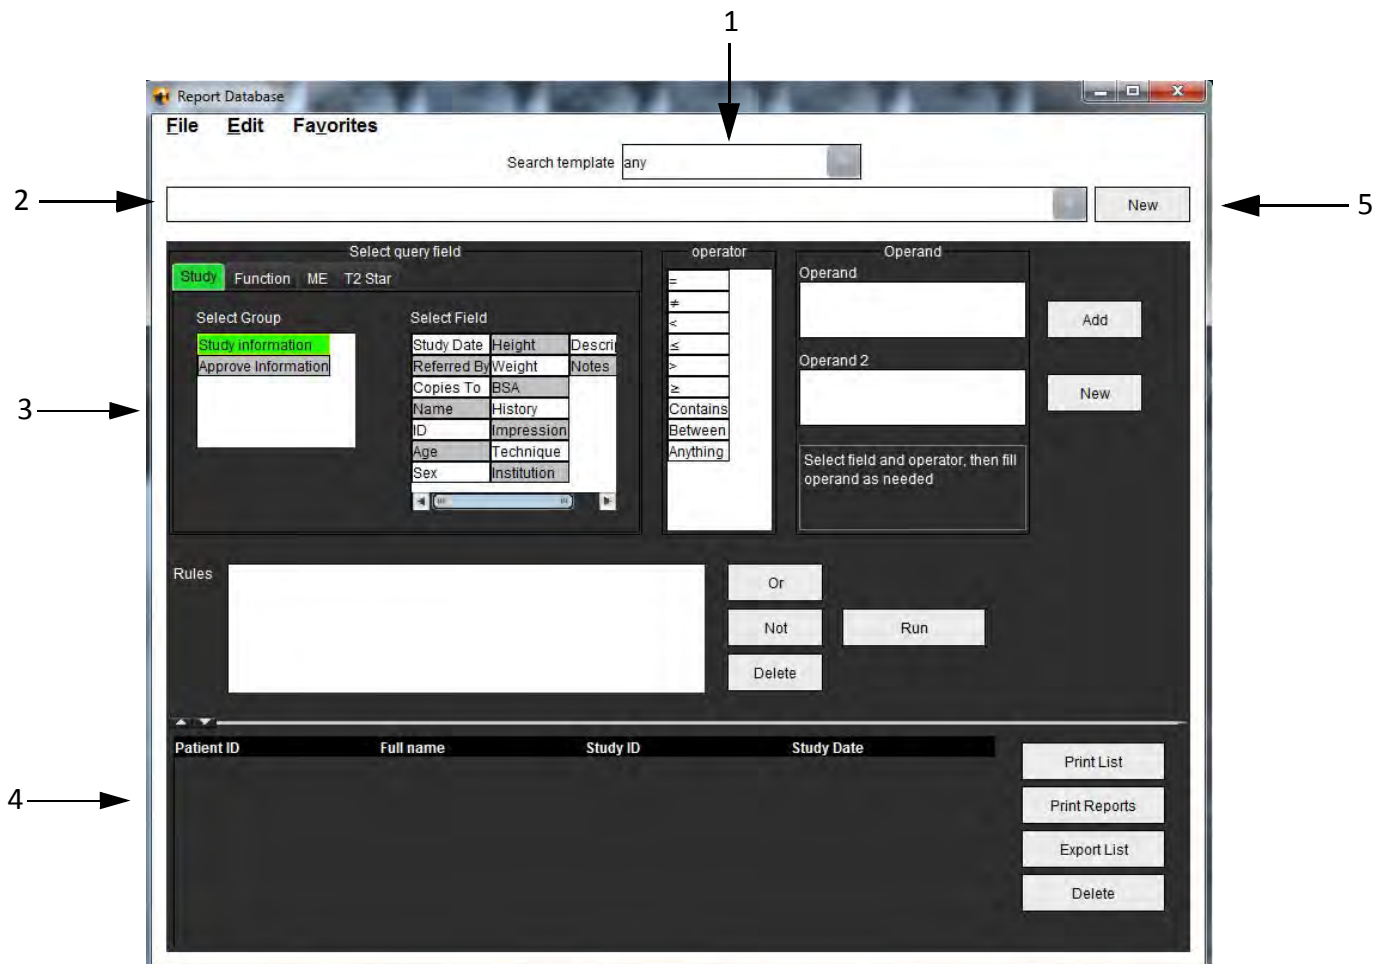 1
Report Database
File Edit Favorites
Search template any
2
New
5
Select query field
operator
Operand
Study Function ME T2 Star
Select Group
Select Field
Study information
Approve Information
Study Date Height Descri
Referred By Weight Notes
Copies To BSA
Name History
ID Impression
Age Technique
Sex Institution
=
≠
<
≤
>
≥
Contains
Between
Anything
Operand
Operand 2
Select field and operator, then fill
operand as needed
Add
New
3
Rules
Or
Not
Run
Delete
Patient ID Full name Study ID Study Date
4
Print List
Print Reports
Export List
Delete